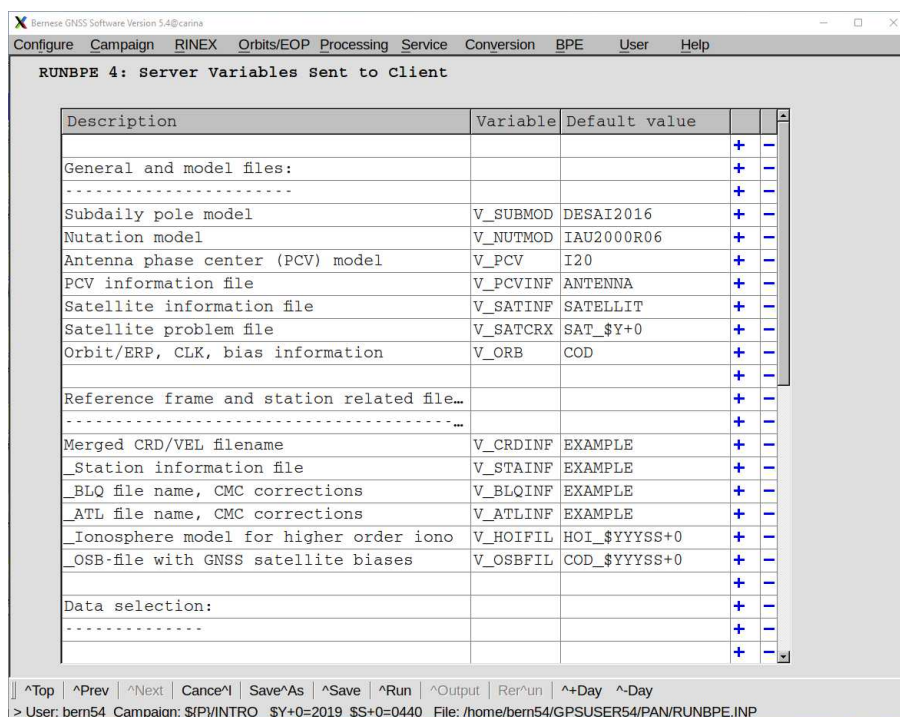 Bernese GNSS Software Version 5.4@carina
Configure Campaign RINEX Orbits/EOP Processing Service Conversion BPE User Help
RUNBPE 4: Server Variables Sent to Client
Description Variable Default value
+ −
General and model files: + −
- - - - - - - - - - - - - - - - - - - - - - - + −
Subdaily pole model V_SUBMOD DESAI2016 + −
Nutation model V_NUTMOD IAU2000R06 + −
Antenna phase center (PCV) model V_PCV I20 + −
PCV information file V_PCVINF ANTENNA + −
Satellite information file V_SATINF SATELLIT + −
Satellite problem file V_SATCRX SAT_$Y+0 + −
Orbit/ERP, CLK, bias information V_ORB COD + −
+ −
Reference frame and station related file… + −
- - - - - - - - - - - - - - - - - - - - - - - - - - - - - - - - - - - - - - -… + −
Merged CRD/VEL filename V_CRDINF EXAMPLE + −
_Station information file V_STAINF EXAMPLE + −
_BLQ file name, CMC corrections V_BLQINF EXAMPLE + −
_ATL file name, CMC corrections V_ATLINF EXAMPLE + −
_Ionosphere model for higher order iono V_HOIFIL HOI_$YYYSS+0 + −
_OSB-file with GNSS satellite biases V_OSBFIL COD_$YYYSS+0 + −
+ −
Data selection: + −
- - - - - - - - - - - - - - + −
+ −
^Top ^Prev ^Next Cance^l Save^As ^Save ^Run ^Output Rer^un ^+Day ^-Day
> User: bern54 Campaign: ${P}/INTRO $Y+0=2019 $S+0=0440 File: /home/bern54/GPSUSER54/PAN/RUNBPE.INP